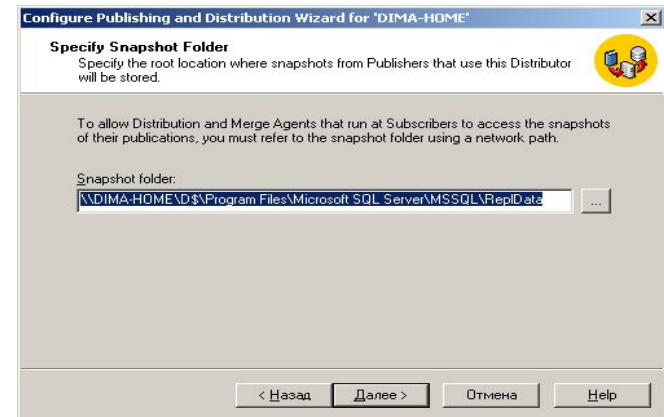 Configure Publishing and Distribution Wizard for 'DIMA-HOME'
Specify Snapshot Folder
Specify the root location where snapshots from Publishers that use this Distributor
will be stored.
To allow Distribution and Merge Agents that run at Subscribers to access the snapshots
of their publications, you must refer to the snapshot folder using a network path.
Snapshot folder:
\\DIMA-HOME\D$\Program Files\Microsoft SQL Server\MSSQL\ReplData
...
< Назад Далее > Отмена Help